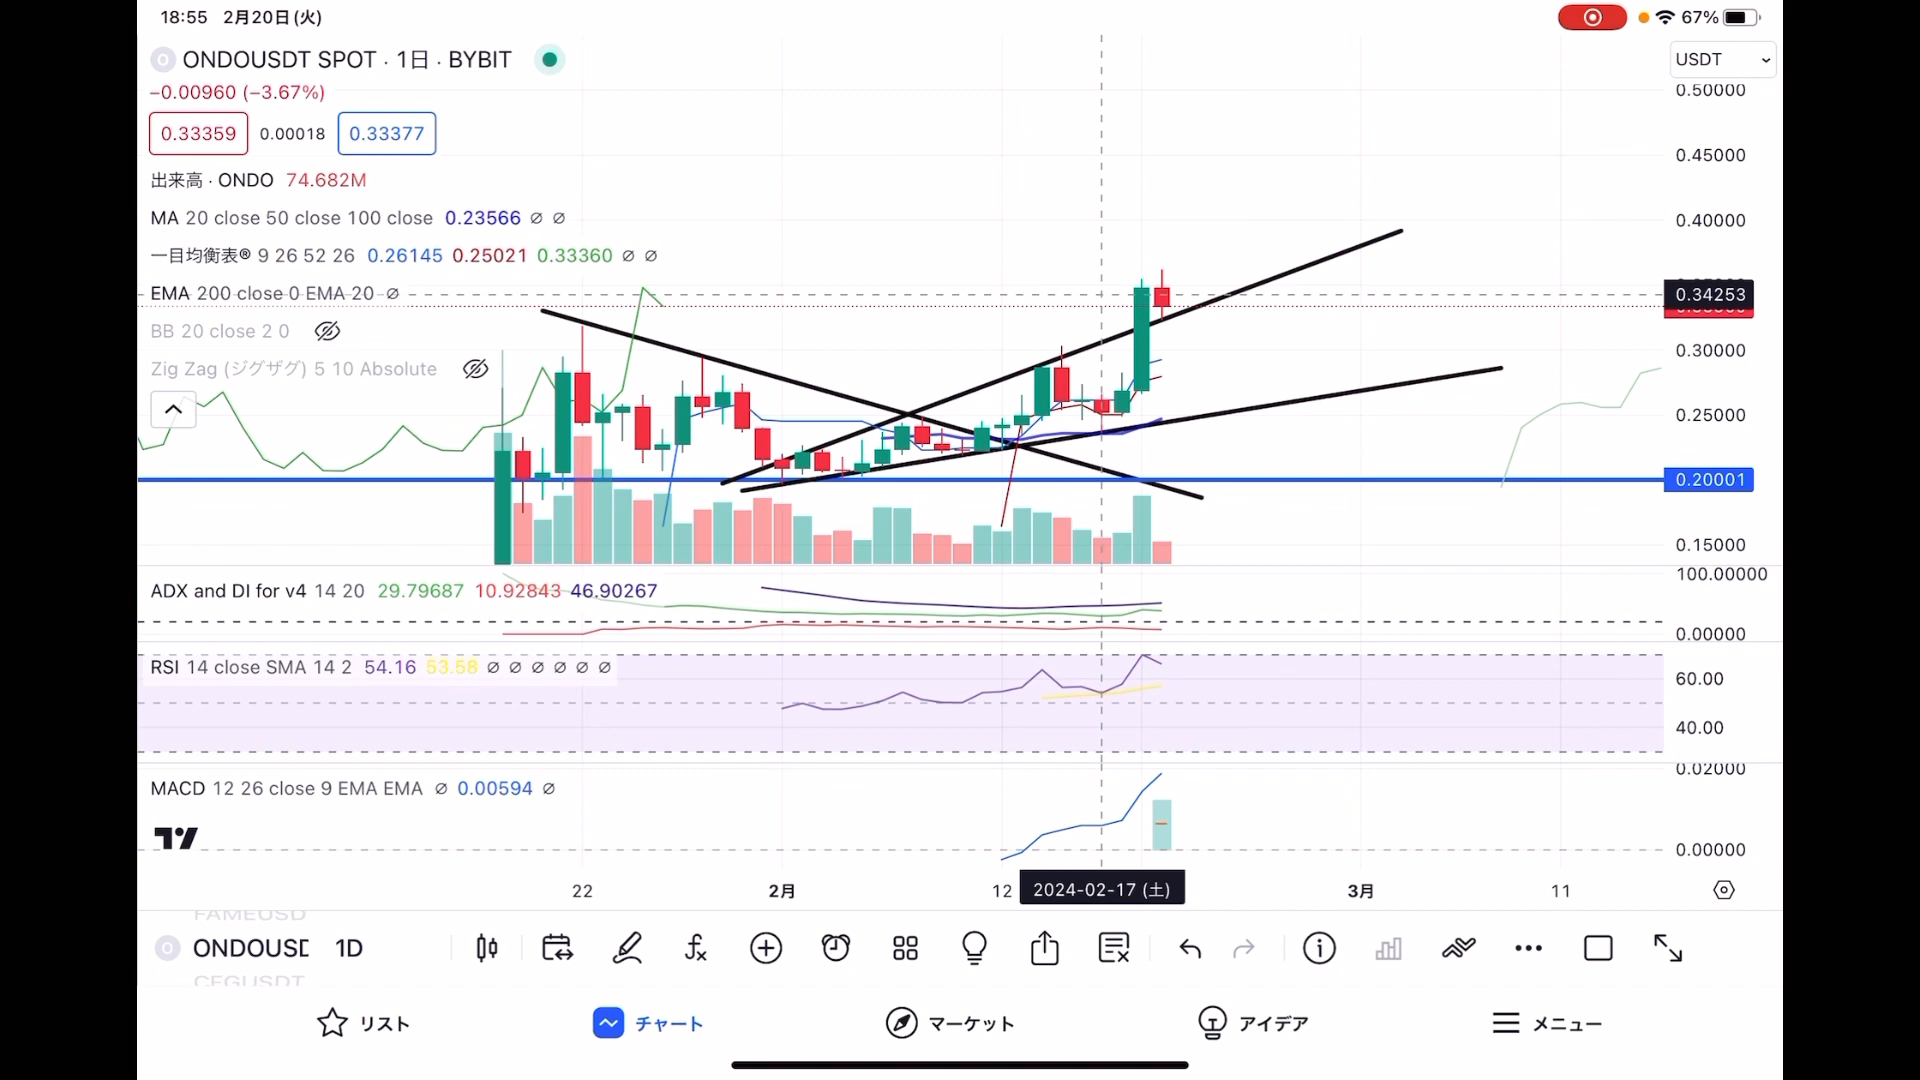 18:55 2月20日(火)
67%
ONDOUSDT SPOT · 1日 · BYBIT
USDT
−0.00960 (−3.67%)
0.50000
0.33359 0.00018 0.33377
0.45000
出来高 · ONDO 74.682M
MA 20 close 50 close 100 close 0.23566 ∅ ∅
0.40000
一目均衡表® 9 26 52 26 0.26145 0.25021 0.33360 ∅ ∅
EMA 200 close 0 EMA 20 ∅
0.34253
BB 20 close 2 0
0.30000
Zig Zag (ジグザグ) 5 10 Absolute
0.25000
0.20001
0.15000
100.00000
ADX and DI for v4 14 20 29.79687 10.92843 46.90267
0.00000
RSI 14 close SMA 14 2 54.16 53.58 ∅ ∅ ∅ ∅ ∅ ∅
60.00
40.00
0.02000
MACD 12 26 close 9 EMA EMA ∅ 0.00594 ∅
0.00000
22 2月 12 2024-02-17 (土) 3月 11
FAMEUSD
ONDOUSD 1D
CFGUSDT
リスト チャート マーケット アイデア メニュー